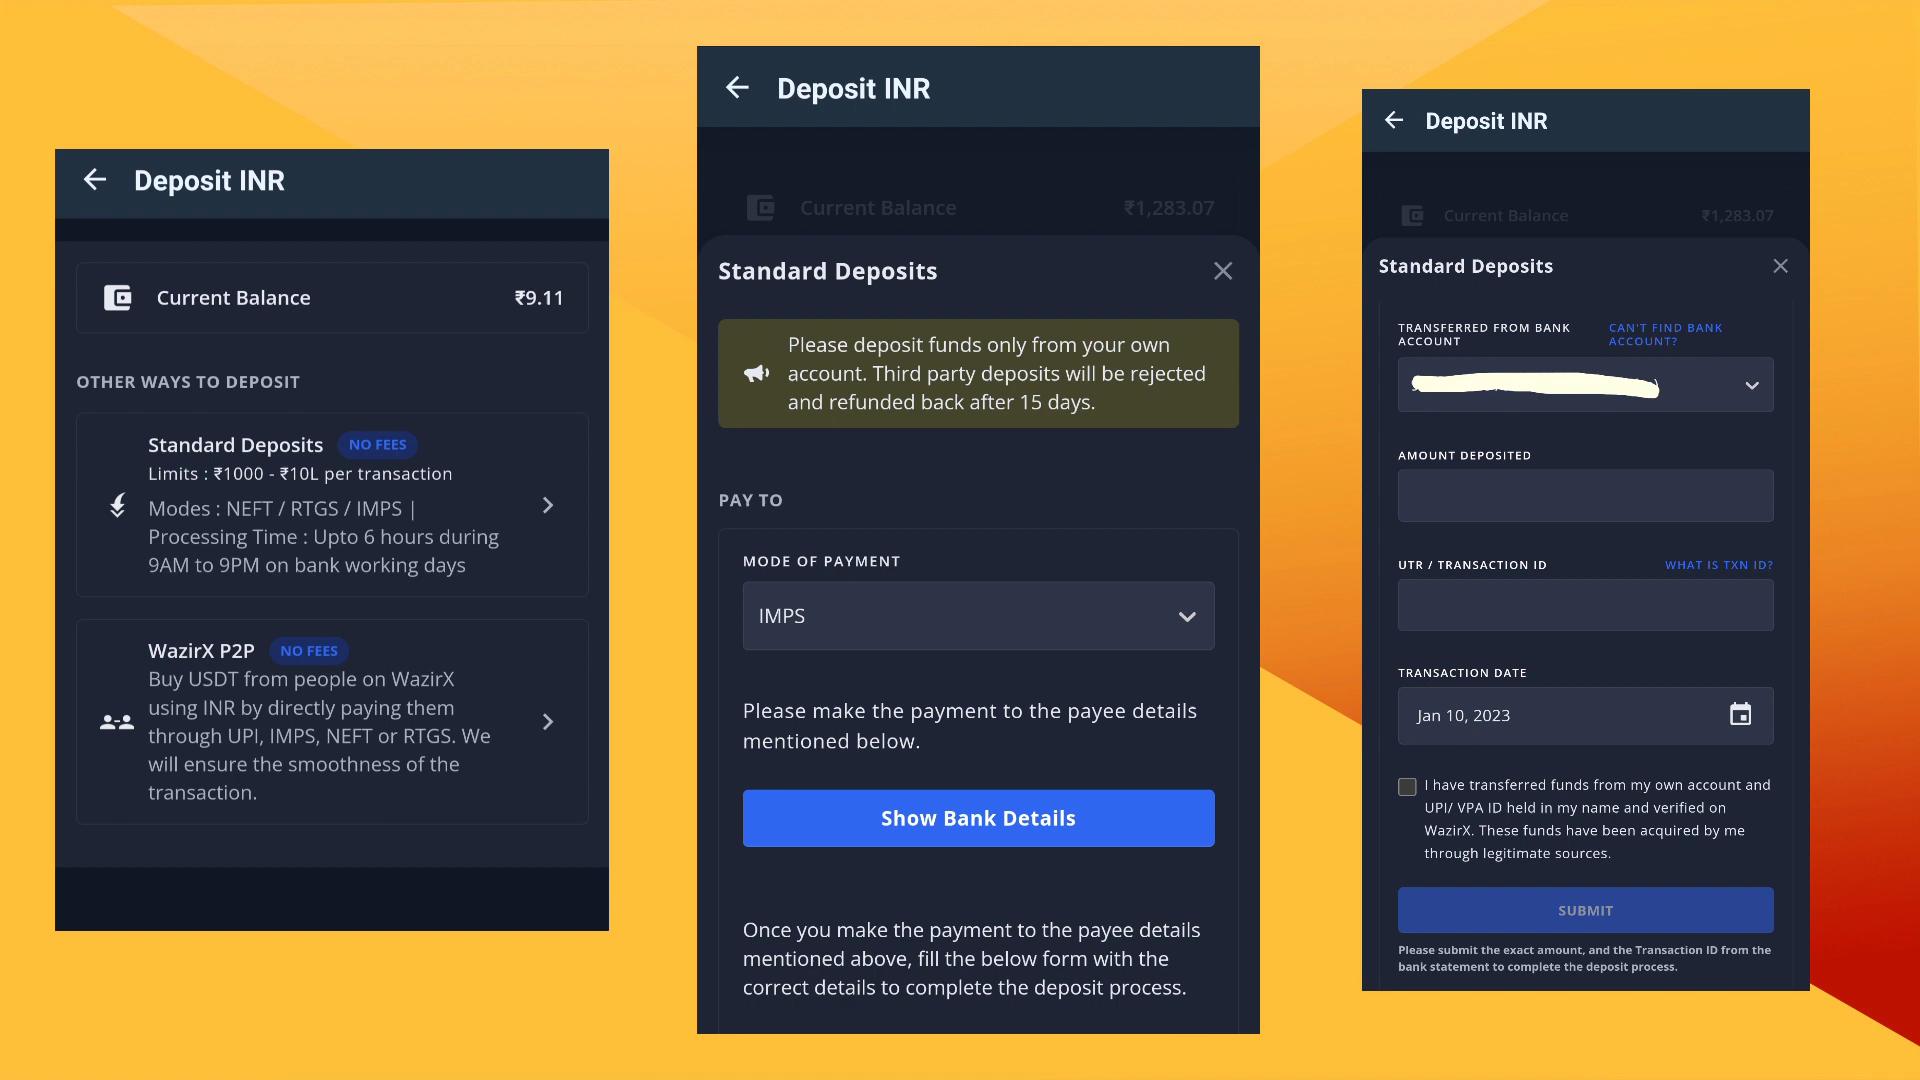 Deposit INR
Current Balance ₹9.11
OTHER WAYS TO DEPOSIT
Standard Deposits NO FEES
Limits : ₹1000 - ₹10L per transaction
Modes : NEFT / RTGS / IMPS |
Processing Time : Upto 6 hours during
9AM to 9PM on bank working days
WazirX P2P NO FEES
Buy USDT from people on WazirX
using INR by directly paying them
through UPI, IMPS, NEFT or RTGS. We
will ensure the smoothness of the
transaction.
Deposit INR
Current Balance ₹1,283.07
Standard Deposits
Please deposit funds only from your own
account. Third party deposits will be rejected
and refunded back after 15 days.
PAY TO
MODE OF PAYMENT
IMPS
Please make the payment to the payee details
mentioned below.
Show Bank Details
Once you make the payment to the payee details
mentioned above, fill the below form with the
correct details to complete the deposit process.
Deposit INR
Current Balance ₹1,283.07
Standard Deposits
TRANSFERRED FROM BANK
ACCOUNT
CAN'T FIND BANK
ACCOUNT?
AMOUNT DEPOSITED
UTR / TRANSACTION ID WHAT IS TXN ID?
TRANSACTION DATE
Jan 10, 2023
I have transferred funds from my own account and
UPI/ VPA ID held in my name and verified on
WazirX. These funds have been acquired by me
through legitimate sources.
SUBMIT
Please submit the exact amount, and the Transaction ID from the
bank statement to complete the deposit process.